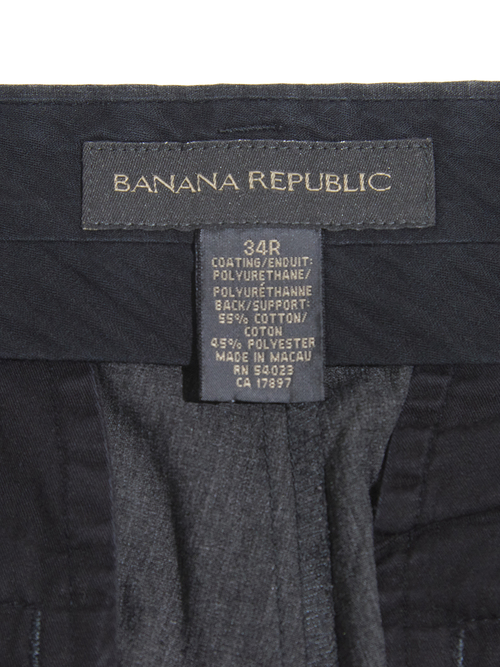 BANANA REPUBLIC
34R
COATING/ENDUIT:
POLYURETHANE/
POLYURÉTHANNE
BACK/SUPPORT:
55% COTTON/
COTON
45% POLYESTER
MADE IN MACAU
RN 54023
CA 17897